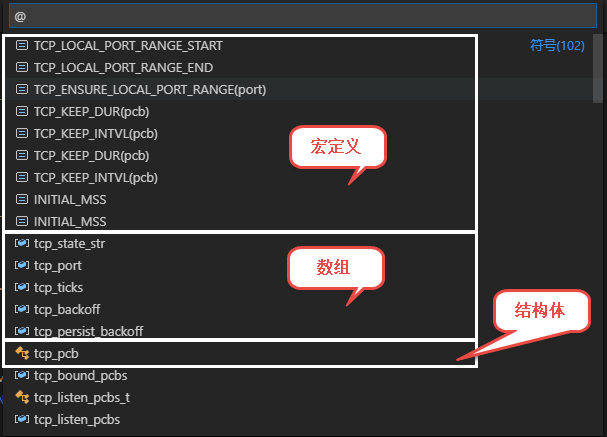 @
TCP_LOCAL_PORT_RANGE_START 符号(102)
TCP_LOCAL_PORT_RANGE_END
TCP_ENSURE_LOCAL_PORT_RANGE(port)
TCP_KEEP_DUR(pcb)
TCP_KEEP_INTVL(pcb)
宏定义
TCP_KEEP_DUR(pcb)
TCP_KEEP_INTVL(pcb)
INITIAL_MSS
INITIAL_MSS
tcp_state_str
tcp_port
数组
tcp_ticks
tcp_backoff
结构体
tcp_persist_backoff
tcp_pcb
tcp_bound_pcbs
tcp_listen_pcbs_t
tcp_listen_pcbs